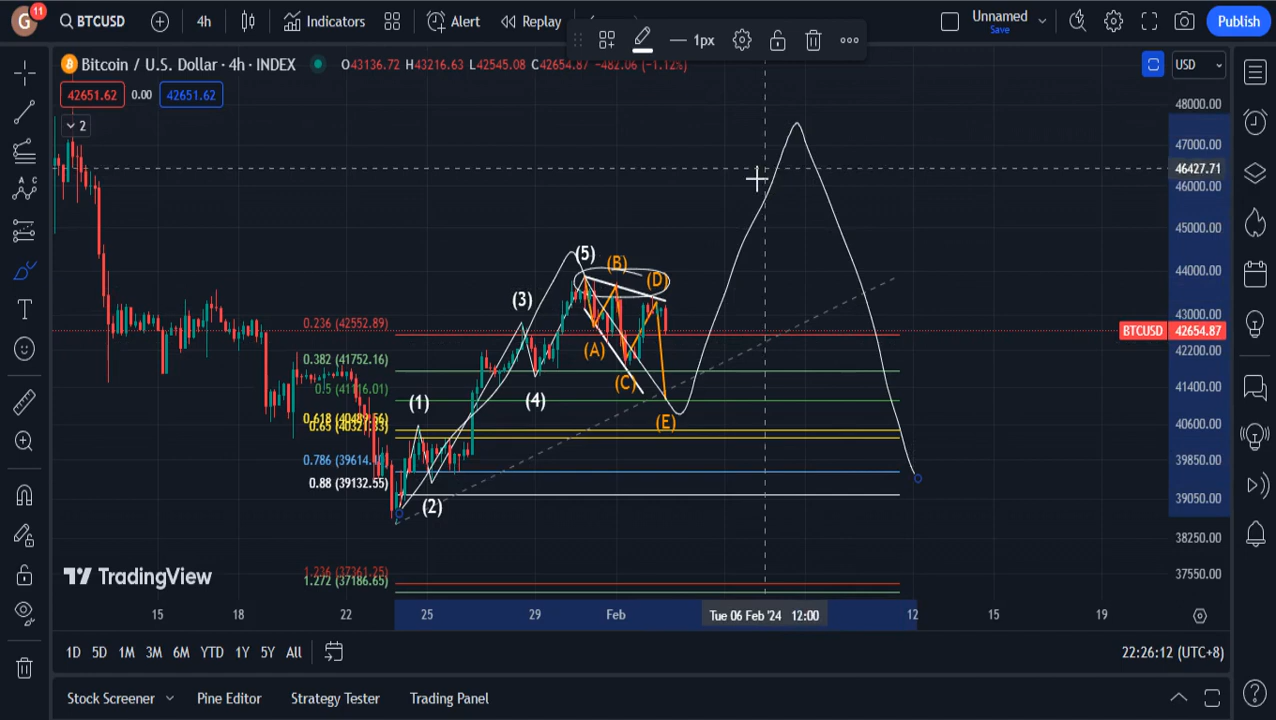 G
11
BTCUSD
4h
Indicators
Alert
Replay
1px
Unnamed
Save
Publish
Bitcoin / U.S. Dollar · 4h · INDEX
O43136.72 H43216.63 L42545.08 C42654.87 -482.06 (-1.12%)
USD
42651.62
0.00
42651.62
2
48000.00
47000.00
46427.71
46000.00
45000.00
44000.00
43000.00
BTCUSD
42654.87
42200.00
41400.00
40600.00
39850.00
39050.00
38250.00
37550.00
(5)
(B)
(D)
(3)
(A)
(C)
(1)
(4)
(E)
(2)
0.236 (42552.89)
0.382 (41752.16)
0.5 (41116.01)
0.786 (39614.
0.88 (39132.55)
1.272 (37186.65)
TradingView
15
18
22
25
29
Feb
Tue 06 Feb '24 12:00
12
15
19
1D
5D
1M
3M
6M
YTD
1Y
5Y
All
22:26:12 (UTC+8)
Stock Screener
Pine Editor
Strategy Tester
Trading Panel